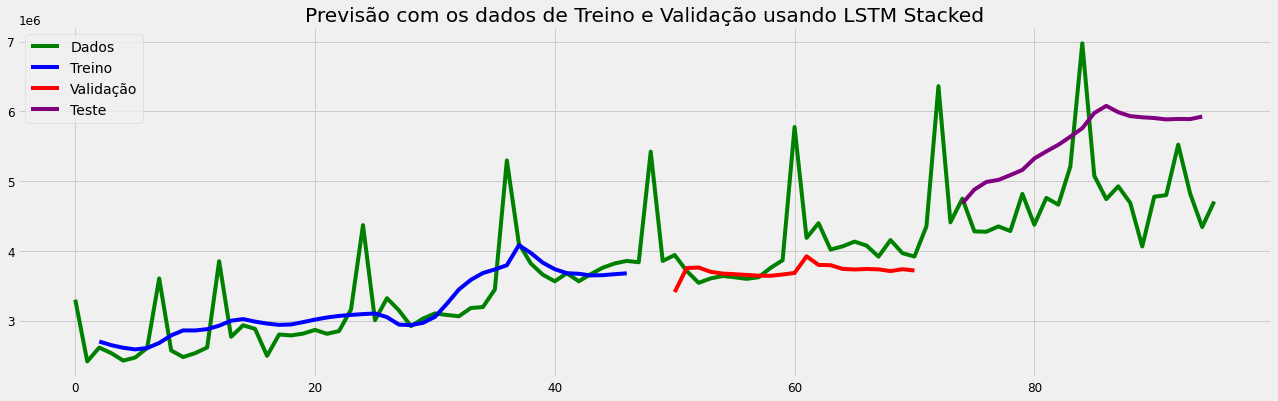 Previsão com os dados de Treino e Validação usando LSTM Stacked
1e6
7
6
5
4
3
Dados
Treino
Validação
Teste
0
20
40
60
80